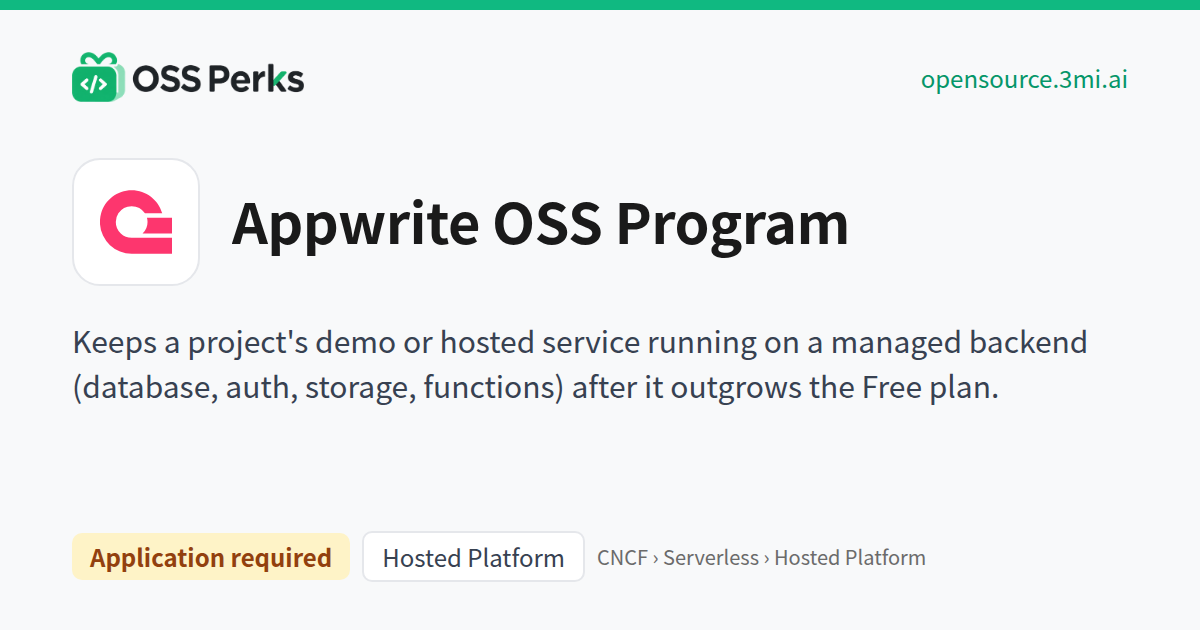 OSS Perks
opensource.3mi.ai
Appwrite OSS Program
Keeps a project's demo or hosted service running on a managed backend
(database, auth, storage, functions) after it outgrows the Free plan.
Application required
Hosted Platform
CNCF › Serverless › Hosted Platform